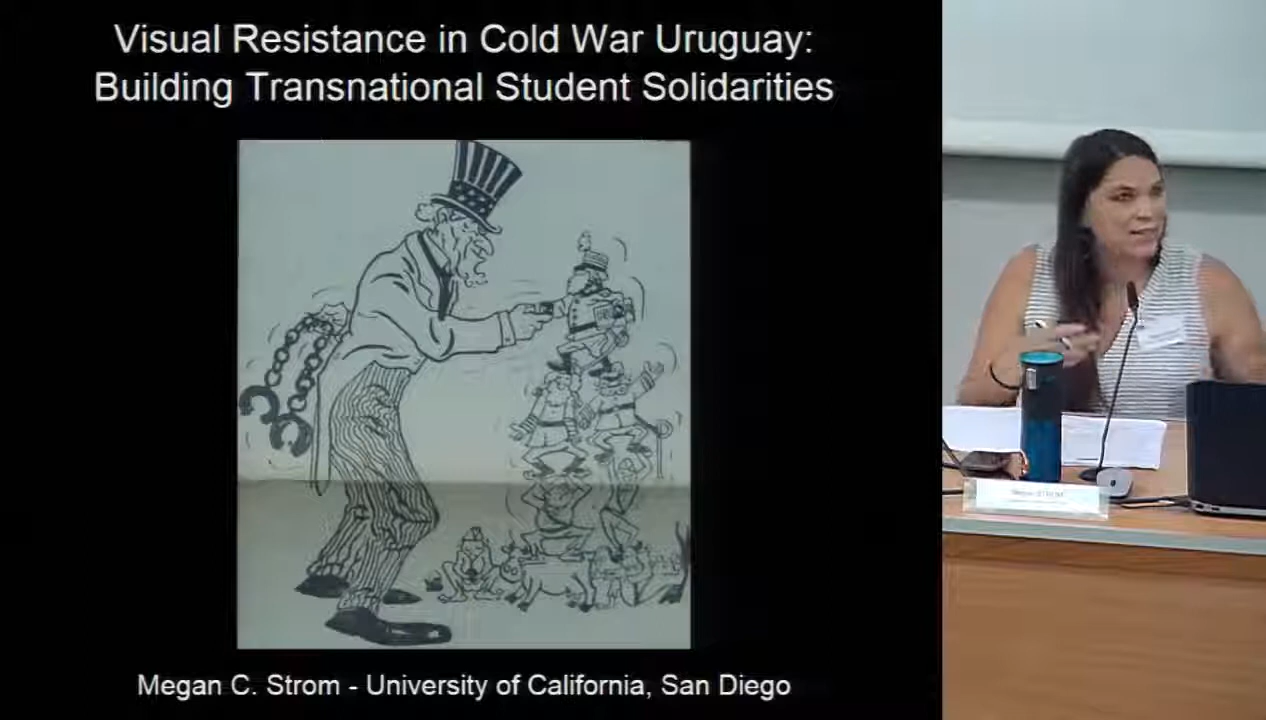 Visual Resistance in Cold War Uruguay:
Building Transnational Student Solidarities
Megan C. Strom - University of California, San Diego